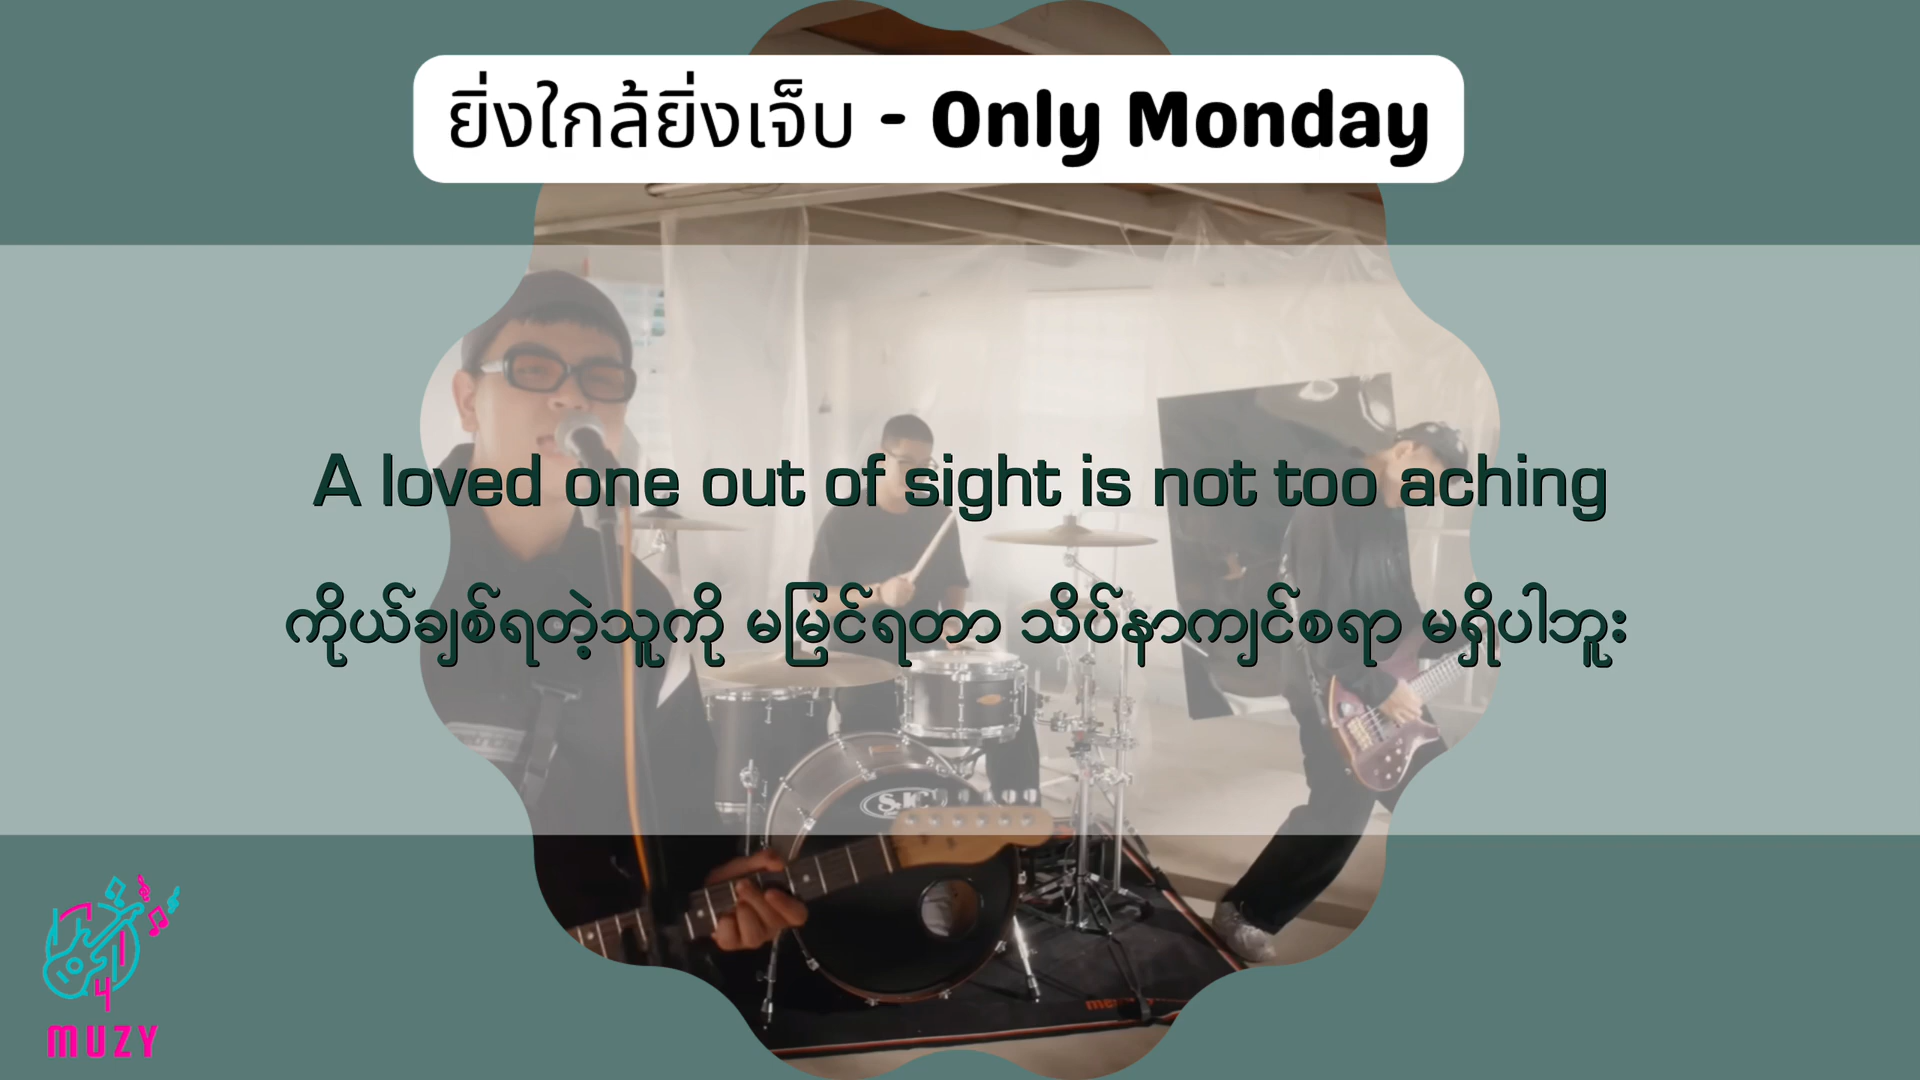 ยิ่งใกล้ยิ่งเจ็บ - Only Monday
A loved one out of sight is not too aching
ကိုယ်ချစ်ရတဲ့သူကို မမြင်ရတာ သိပ်နာကျင်စရာ မရှိပါဘူး
SJC
4
MUZY